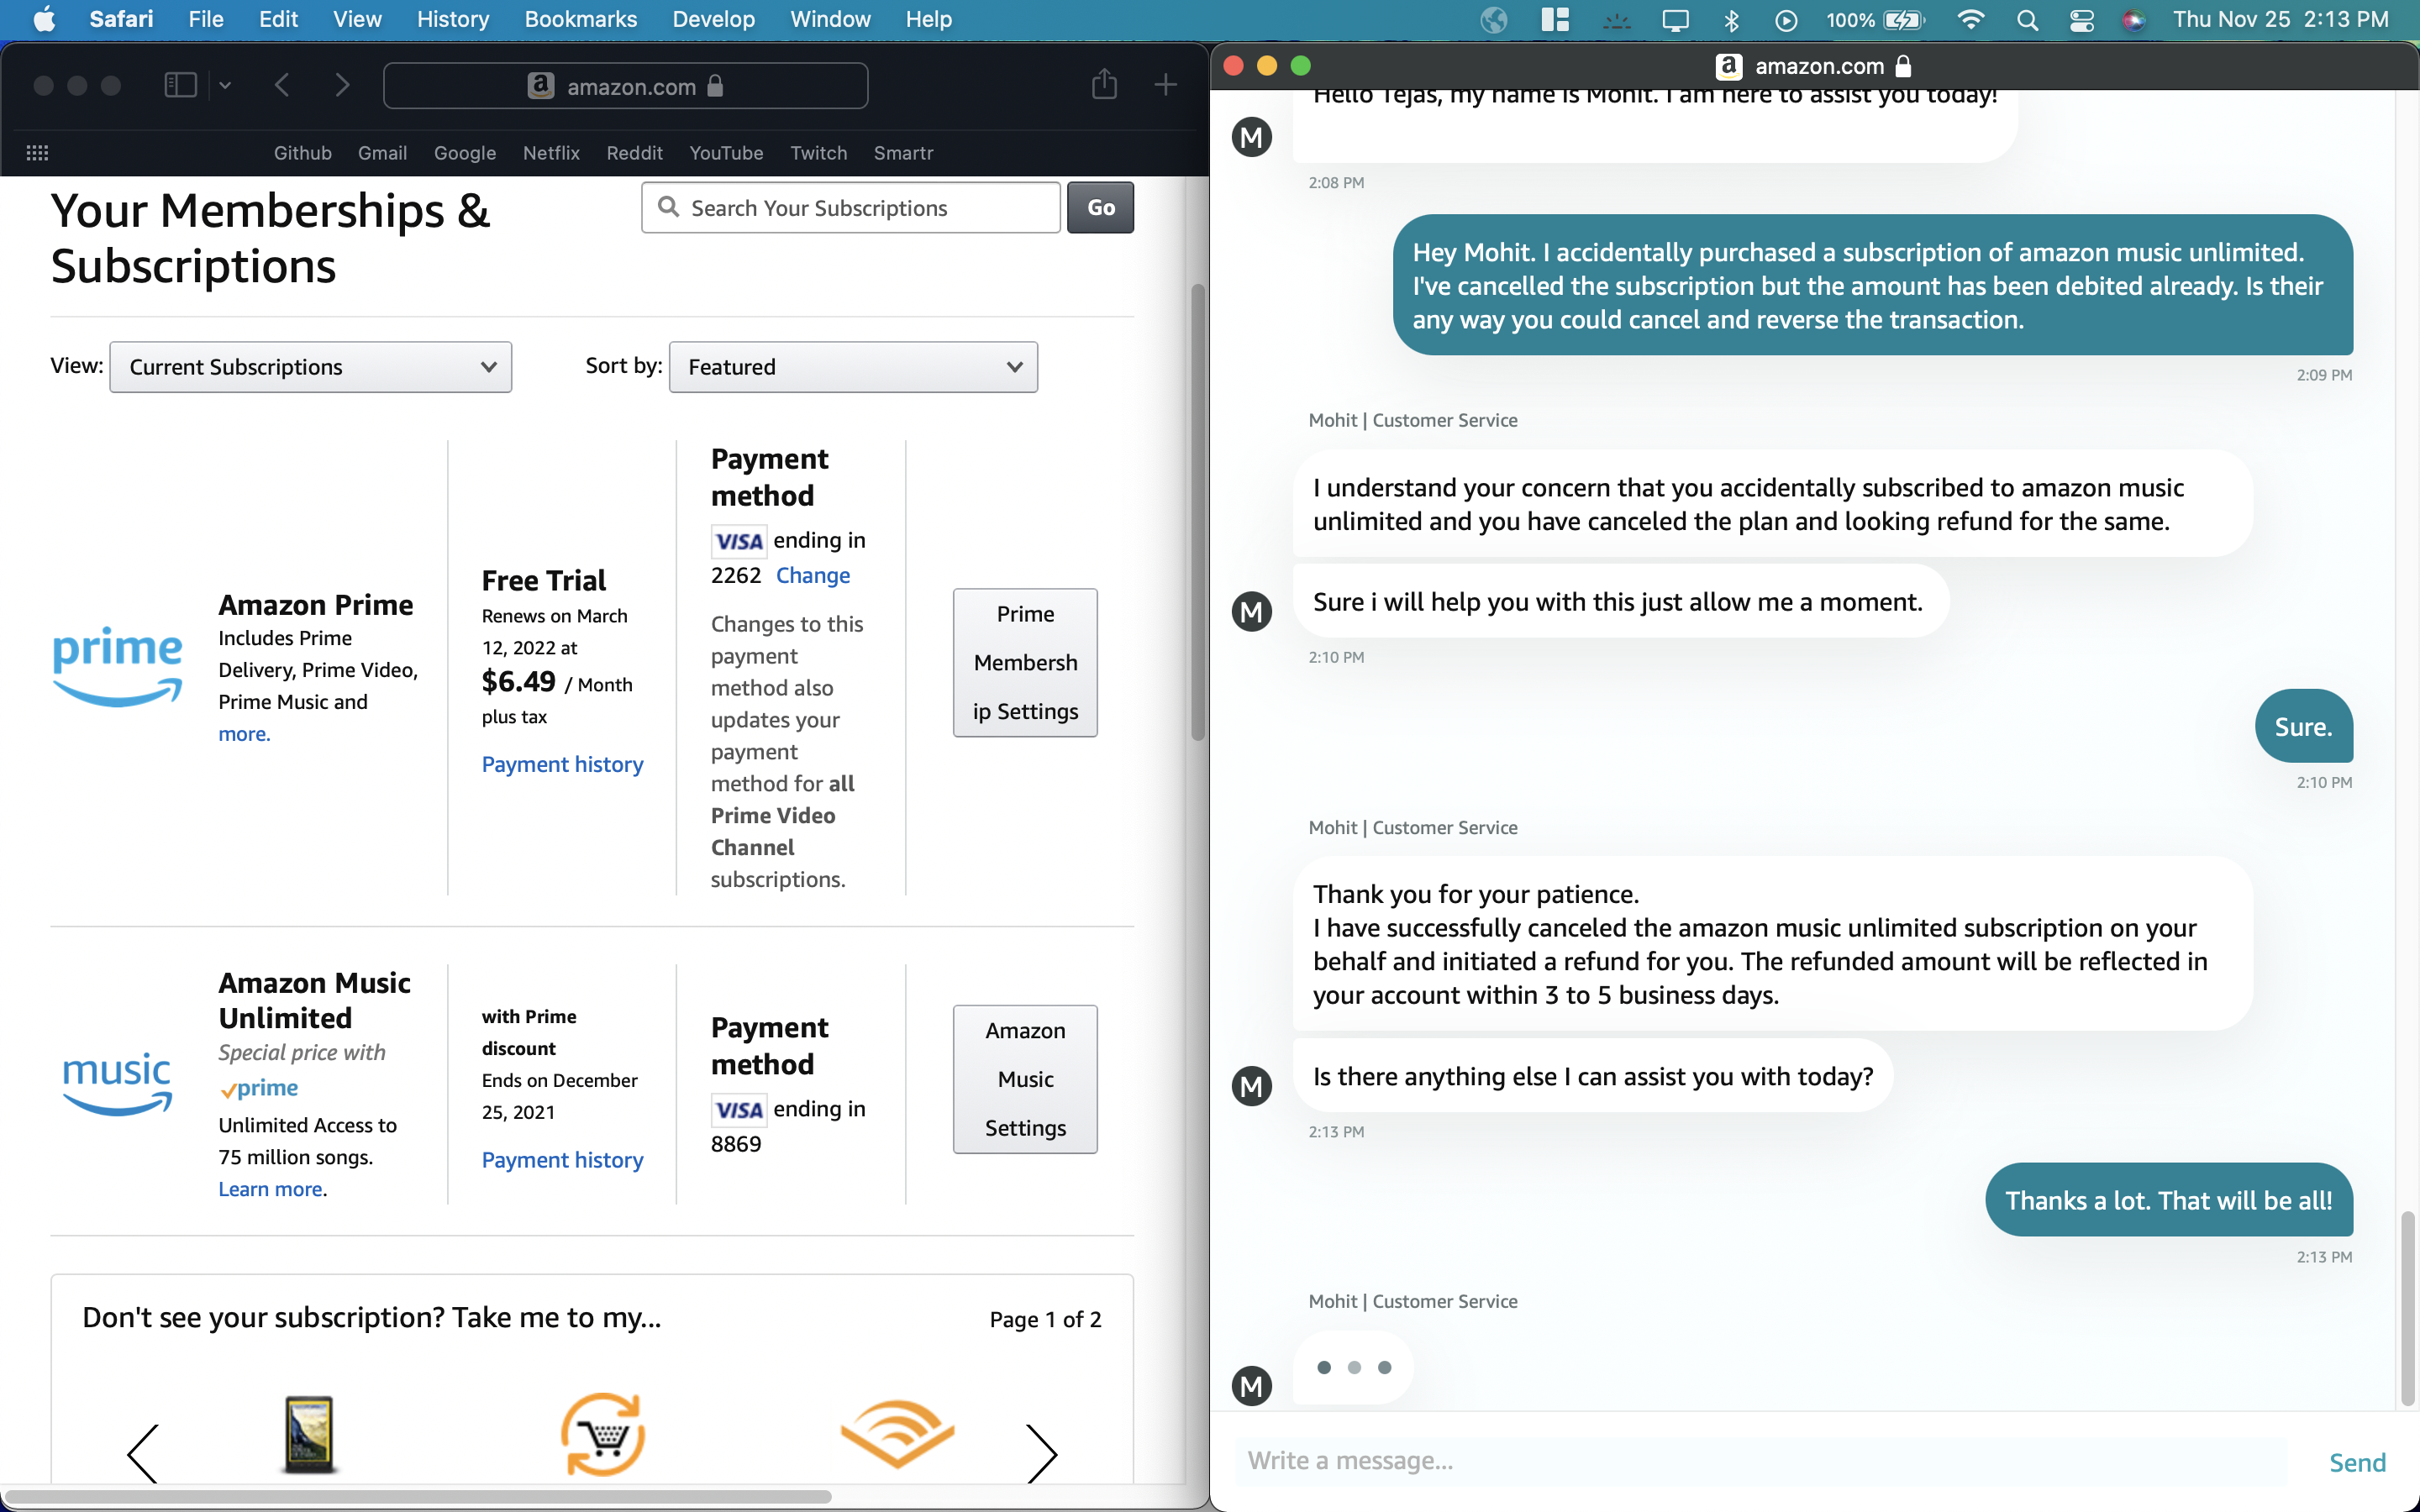 Safari File Edit View History Bookmarks Develop Window Help 100% Thu Nov 25 2:13 PM
a amazon.com
Github Gmail Google Netflix Reddit YouTube Twitch Smartr
Your Memberships &
Subscriptions
Search Your Subscriptions Go
View: Current Subscriptions Sort by: Featured
prime
Amazon Prime
Includes Prime
Delivery, Prime Video,
Prime Music and
more.
Free Trial
Renews on March
12, 2022 at
$6.49 / Month
plus tax
Payment history
Payment
method
VISA ending in
2262 Change
Changes to this
payment
method also
updates your
payment
method for all
Prime Video
Channel
subscriptions.
Prime
Membersh
ip Settings
music
Amazon Music
Unlimited
Special price with
prime
Unlimited Access to
75 million songs.
Learn more.
with Prime
discount
Ends on December
25, 2021
Payment history
Payment
method
VISA ending in
8869
Amazon
Music
Settings
Don't see your subscription? Take me to my... Page 1 of 2
a amazon.com
Hello Tejas, my name is Mohit. I am here to assist you today!
M
2:08 PM
Hey Mohit. I accidentally purchased a subscription of amazon music unlimited.
I've cancelled the subscription but the amount has been debited already. Is their
any way you could cancel and reverse the transaction.
2:09 PM
Mohit | Customer Service
I understand your concern that you accidentally subscribed to amazon music
unlimited and you have canceled the plan and looking refund for the same.
M
Sure i will help you with this just allow me a moment.
2:10 PM
Sure.
2:10 PM
Mohit | Customer Service
Thank you for your patience.
I have successfully canceled the amazon music unlimited subscription on your
behalf and initiated a refund for you. The refunded amount will be reflected in
your account within 3 to 5 business days.
M
Is there anything else I can assist you with today?
2:13 PM
Thanks a lot. That will be all!
2:13 PM
Mohit | Customer Service
M
Write a message...
Send